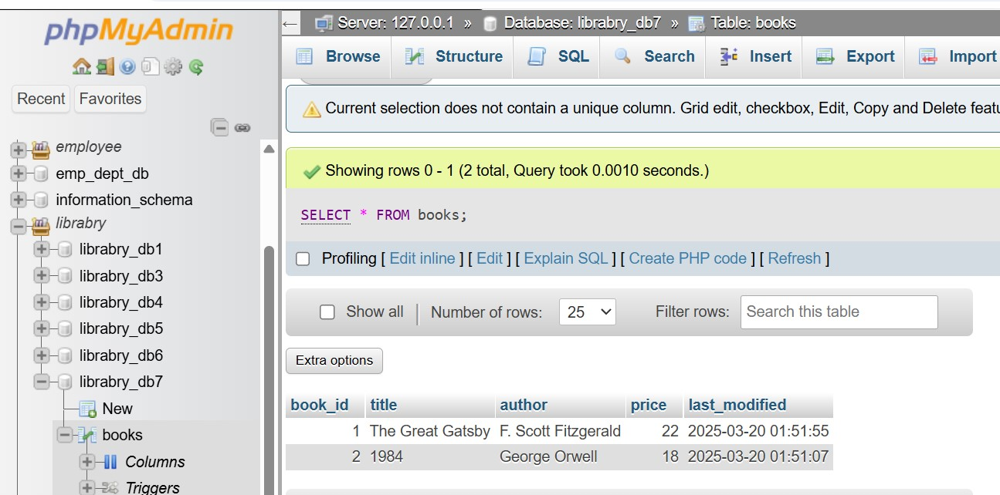 phpMyAdmin
Recent Favorites
employee
emp_dept_db
information_schema
librabry
librabry_db1
librabry_db3
librabry_db4
librabry_db5
librabry_db6
librabry_db7
New
books
Columns
Triggers
Server: 127.0.0.1 » Database: librabry_db7 » Table: books
Browse Structure SQL Search Insert Export Import
Current selection does not contain a unique column. Grid edit, checkbox, Edit, Copy and Delete featu
Showing rows 0 - 1 (2 total, Query took 0.0010 seconds.)
SELECT * FROM books;
Profiling [ Edit inline ] [ Edit ] [ Explain SQL ] [ Create PHP code ] [ Refresh ]
Show all | Number of rows: 25 Filter rows: Search this table
Extra options
book_id title author price last_modified
1 The Great Gatsby F. Scott Fitzgerald 22 2025-03-20 01:51:55
2 1984 George Orwell 18 2025-03-20 01:51:07